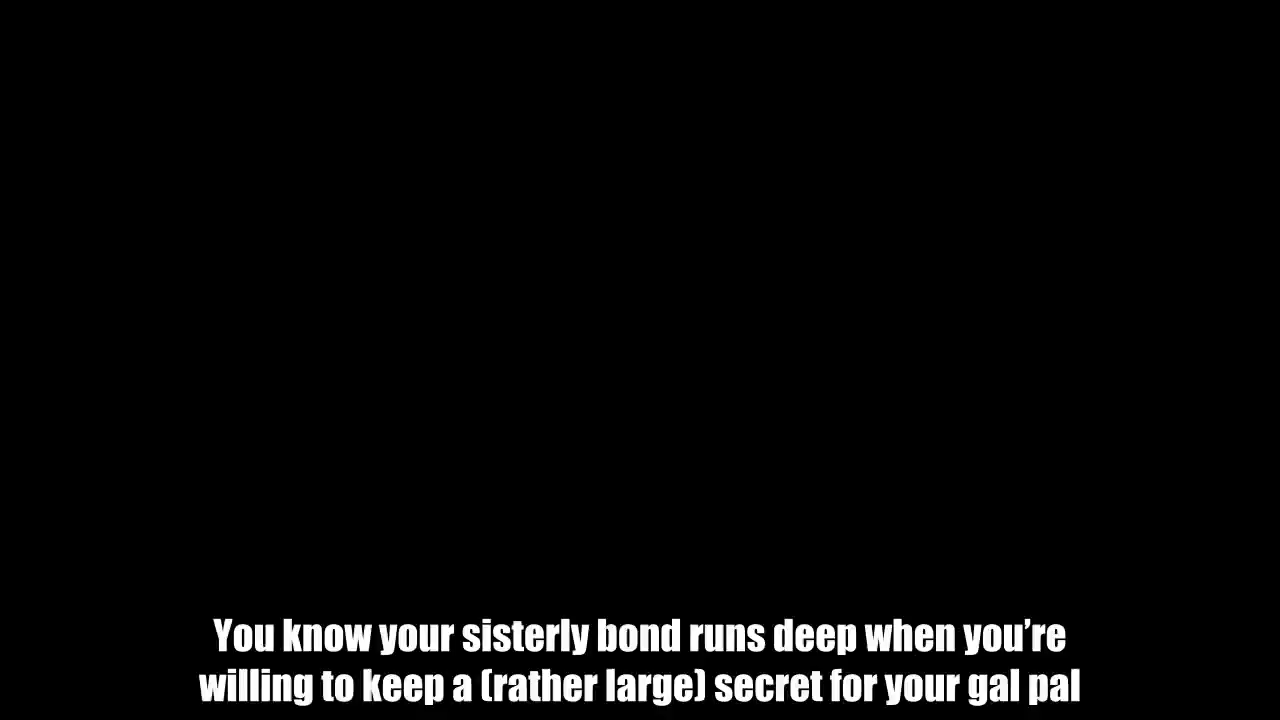 You know your sisterly bond runs deep when you’re
willing to keep a (rather large) secret for your gal pal